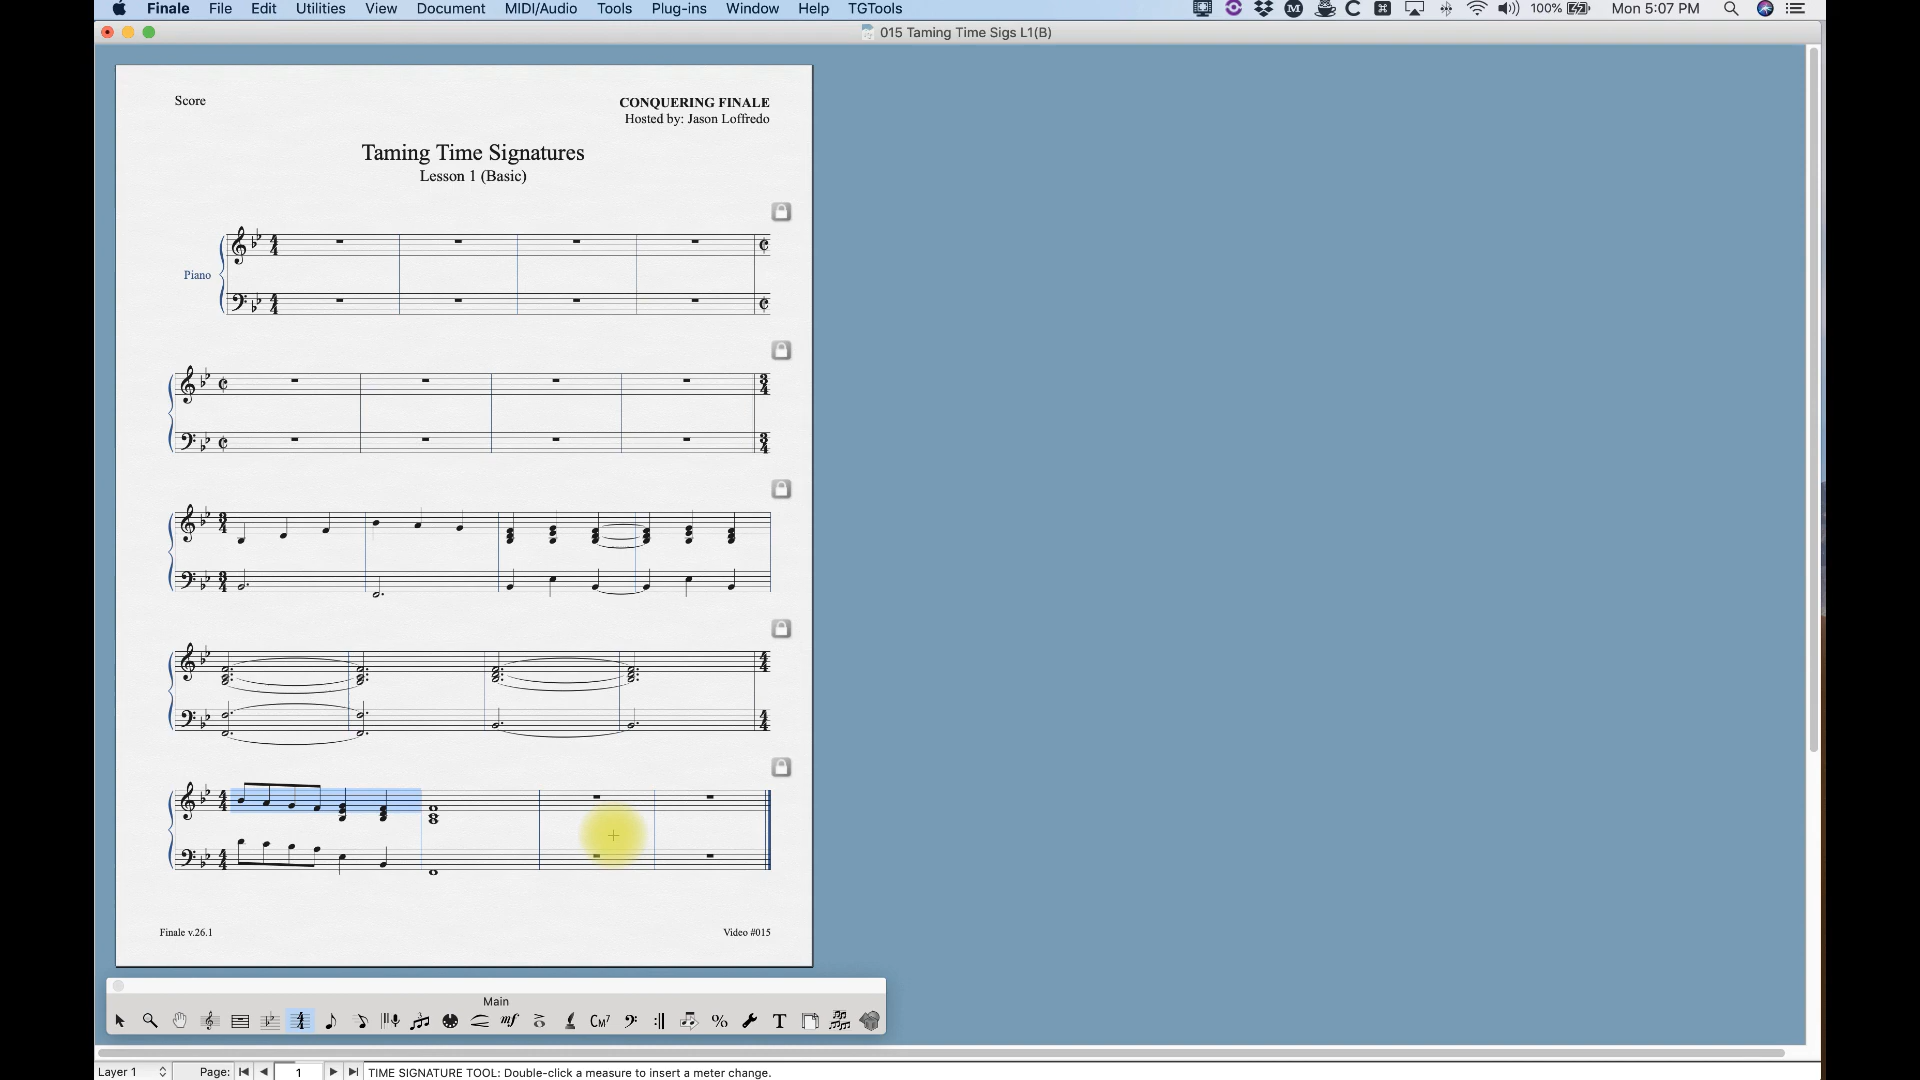 Finale File Edit Utilities View Document MIDI/Audio Tools Plug-ins Window Help TGTools 100% Mon 5:07 PM
015 Taming Time Sigs L1(B)
Score
CONQUERING FINALE
Hosted by: Jason Loffredo
Taming Time Signatures
Lesson 1 (Basic)
Piano
Finale v.26.1
Video #015
Main
Layer 1 Page: 1 TIME SIGNATURE TOOL: Double-click a measure to insert a meter change.